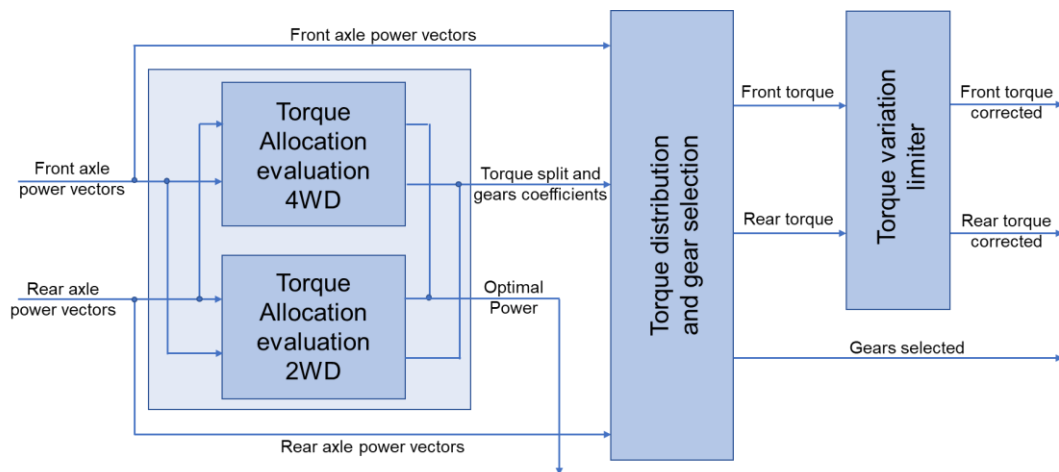 Front axle power vectors
Torque
Allocation
evaluation
4WD
Front axle
power vectors
Torque split and
gears coefficients
Rear axle
power vectors
Torque
Allocation
evaluation
2WD
Optimal
Power
Rear axle power vectors
Torque distribution
and gear selection
Front torque
Rear torque
Torque variation
limiter
Front torque
corrected
Rear torque
corrected
Gears selected